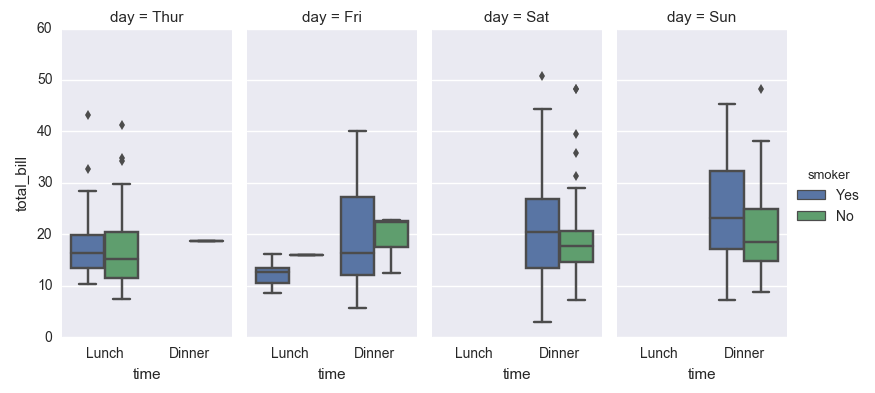 day = Thur
day = Fri
day = Sat
day = Sun
60
50
40
30
20
10
0
total_bill
Lunch
Dinner
Lunch
Dinner
Lunch
Dinner
Lunch
Dinner
time
time
time
time
smoker
Yes
No